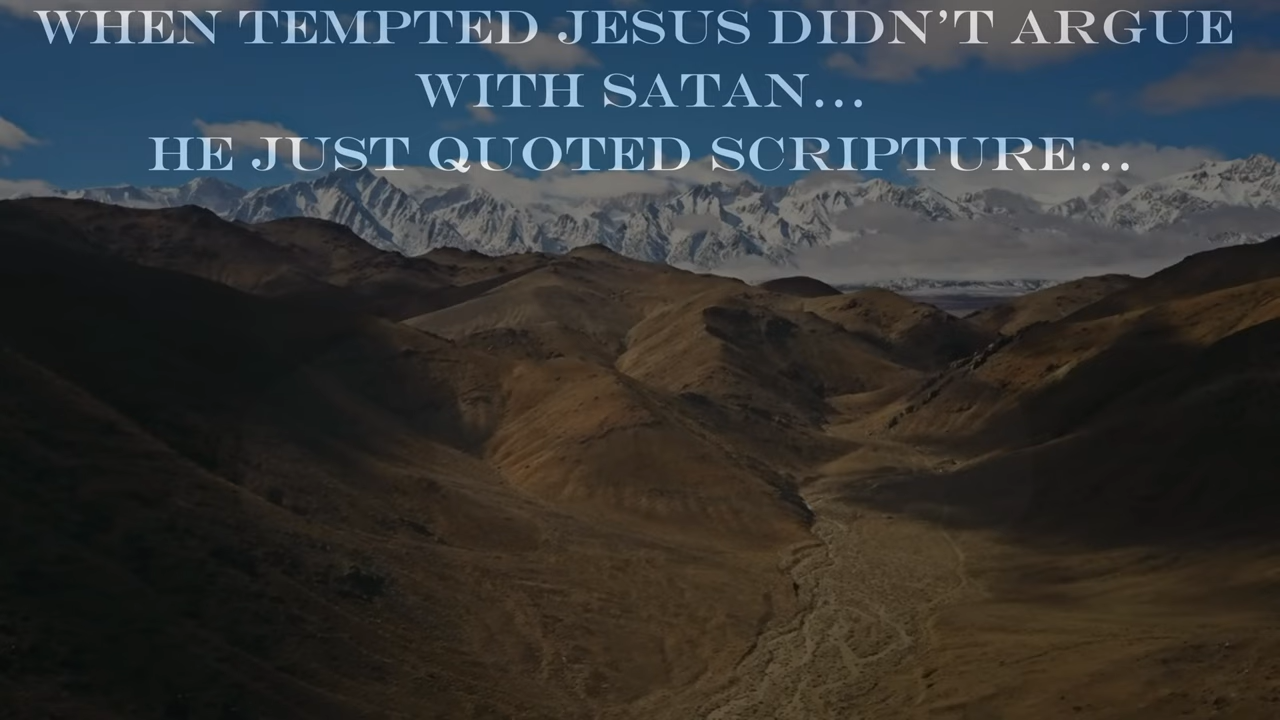 WHEN TEMPTED JESUS DIDN’T ARGUE
WITH SATAN...
HE JUST QUOTED SCRIPTURE...